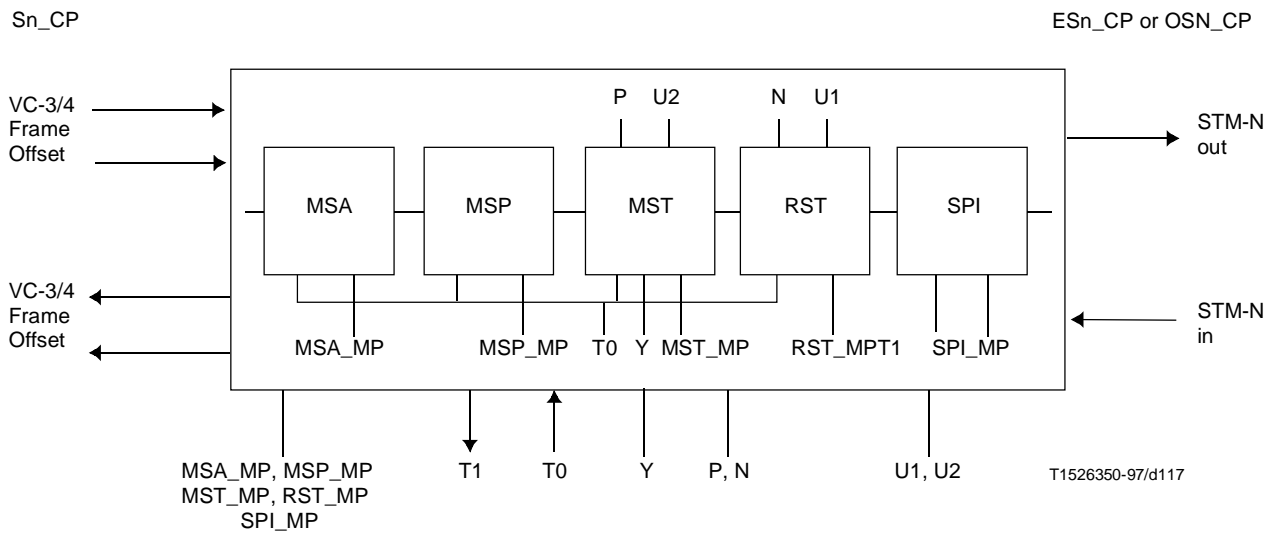 Sn_CP
ESn_CP or OSN_CP
VC-3/4
Frame
Offset
P U2 N U1
STM-N
out
MSA MSP MST RST SPI
VC-3/4
Frame
Offset
STM-N
in
MSA_MP MSP_MP T0 Y MST_MP RST_MPT1 SPI_MP
MSA_MP, MSP_MP
MST_MP, RST_MP
SPI_MP
T1 T0 Y P, N U1, U2
T1526350-97/d117